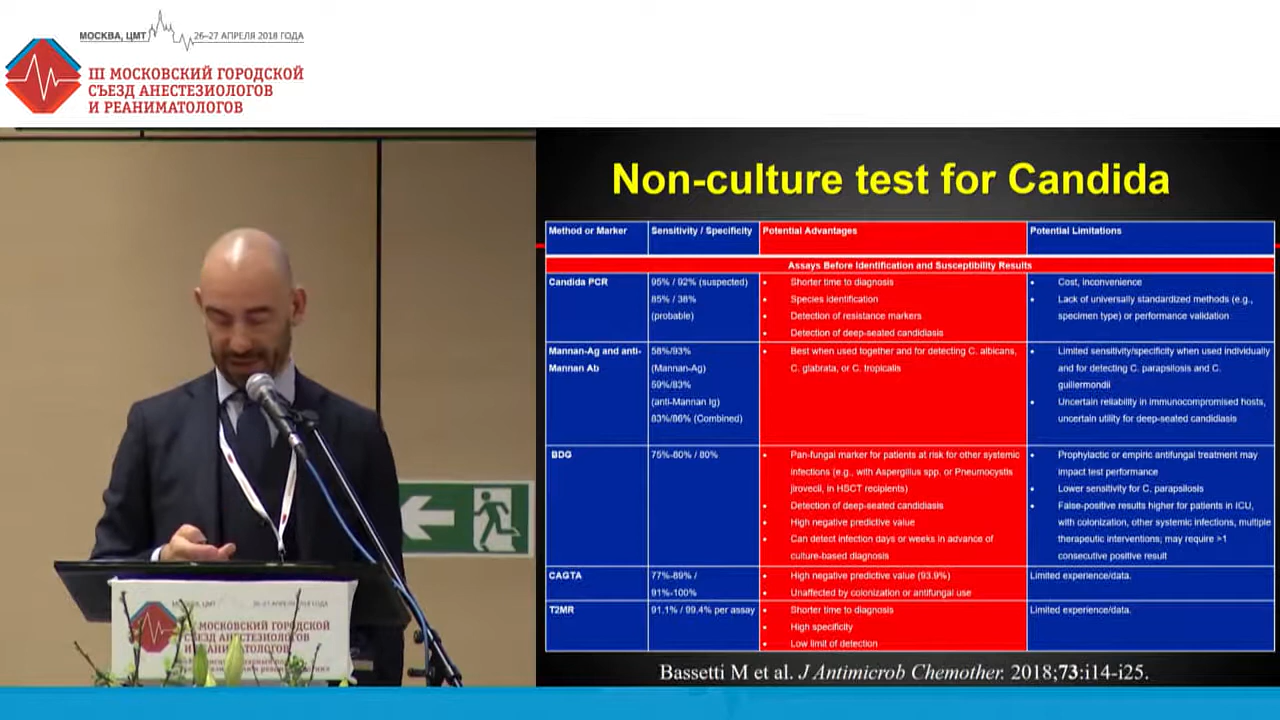 МОСКВА, ЦМТ 26–27 АПРЕЛЯ 2018 ГОДА
III МОСКОВСКИЙ ГОРОДСКОЙ
СЪЕЗД АНЕСТЕЗИОЛОГОВ
И РЕАНИМАТОЛОГОВ
Non-culture test for Candida
Method or Marker Sensitivity / Specificity Potential Advantages Potential Limitations
Assays Before Identification and Susceptibility Results
Candida PCR
95% / 92% (suspected)
85% / 38%
(probable)
• Shorter time to diagnosis
• Species identification
• Detection of resistance markers
• Detection of deep-seated candidiasis
• Cost, inconvenience
• Lack of universally standardized methods (e.g.,
specimen type) or performance validation
Mannan-Ag and anti-
Mannan Ab
58%/93%
(Mannan-Ag)
59%/83%
(anti-Mannan Ig)
83%/86% (Combined)
• Best when used together and for detecting C. albicans,
C. glabrata, or C. tropicalis
• Limited sensitivity/specificity when used individually
and for detecting C. parapsilosis and C.
guilliermondii
• Uncertain reliability in immunocompromised hosts,
uncertain utility for deep-seated candidiasis
BDG
75%-80% / 80%
• Pan-fungal marker for patients at risk for other systemic
infections (e.g., with Aspergillus spp. or Pneumocystis
jirovecii, in HSCT recipients)
• Detection of deep-seated candidiasis
• High negative predictive value
• Can detect infection days or weeks in advance of
culture-based diagnosis
• Prophylactic or empiric antifungal treatment may
impact test performance
• Lower sensitivity for C. parapsilosis
• False-positive results higher for patients in ICU,
with colonization, other systemic infections, multiple
therapeutic interventions; may require >1
consecutive positive result
CAGTA
77%-89% /
91%-100%
• High negative predictive value (93.9%)
• Unaffected by colonization or antifungal use
Limited experience/data.
T2MR
91.1% / 99.4% per assay
• Shorter time to diagnosis
• High specificity
• Low limit of detection
Limited experience/data.
Bassetti M et al. J Antimicrob Chemother. 2018;73:i14-i25.
МОСКВА, ЦМТ 26-27 АПРЕЛЯ 2018 ГОДА
III МОСКОВСКИЙ ГОРОДСКОЙ
СЪЕЗД АНЕСТЕЗИОЛОГОВ
И РЕАНИМАТОЛОГОВ